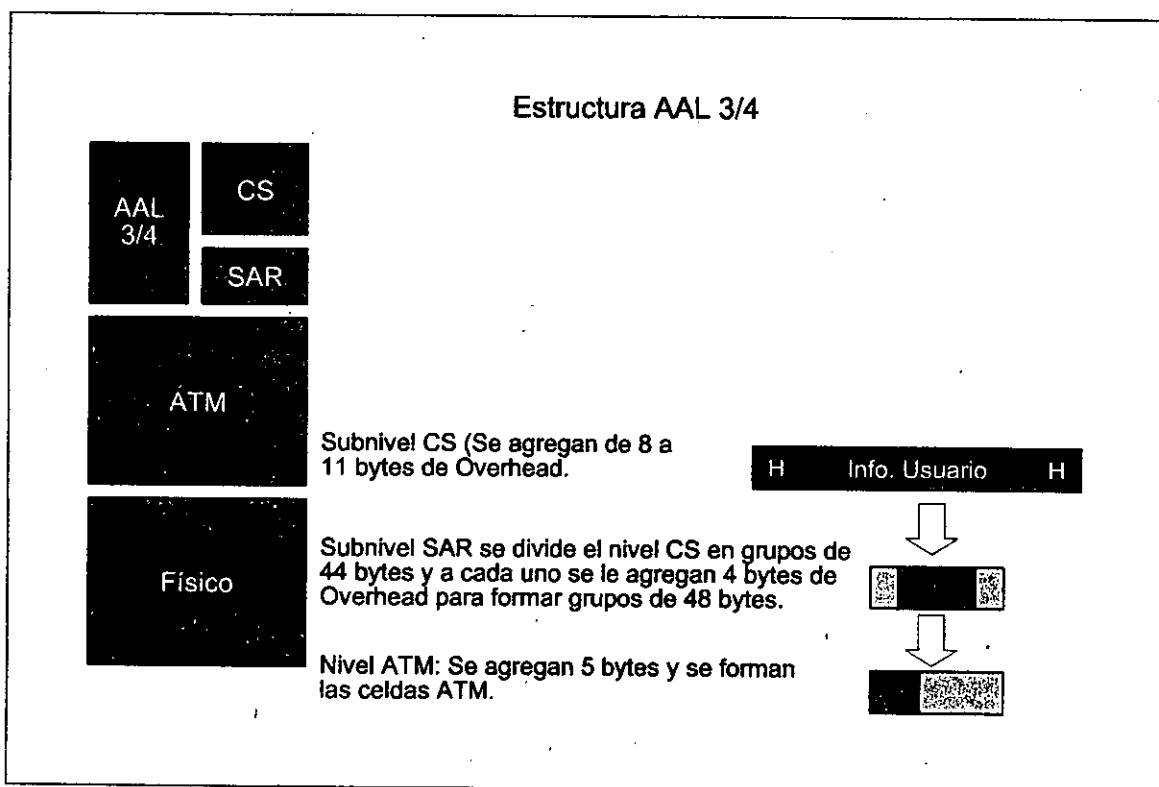 Estructura AAL 3/4
AAL
3/4
CS
SAR
ATM
Físico
Subnivel CS (Se agregan de 8 a
11 bytes de Overhead.
H Info. Usuario H
Subnivel SAR se divide el nivel CS en grupos de
44 bytes y a cada uno se le agregan 4 bytes de
Overhead para formar grupos de 48 bytes.
Nivel ATM: Se agregan 5 bytes y se forman
las celdas ATM.